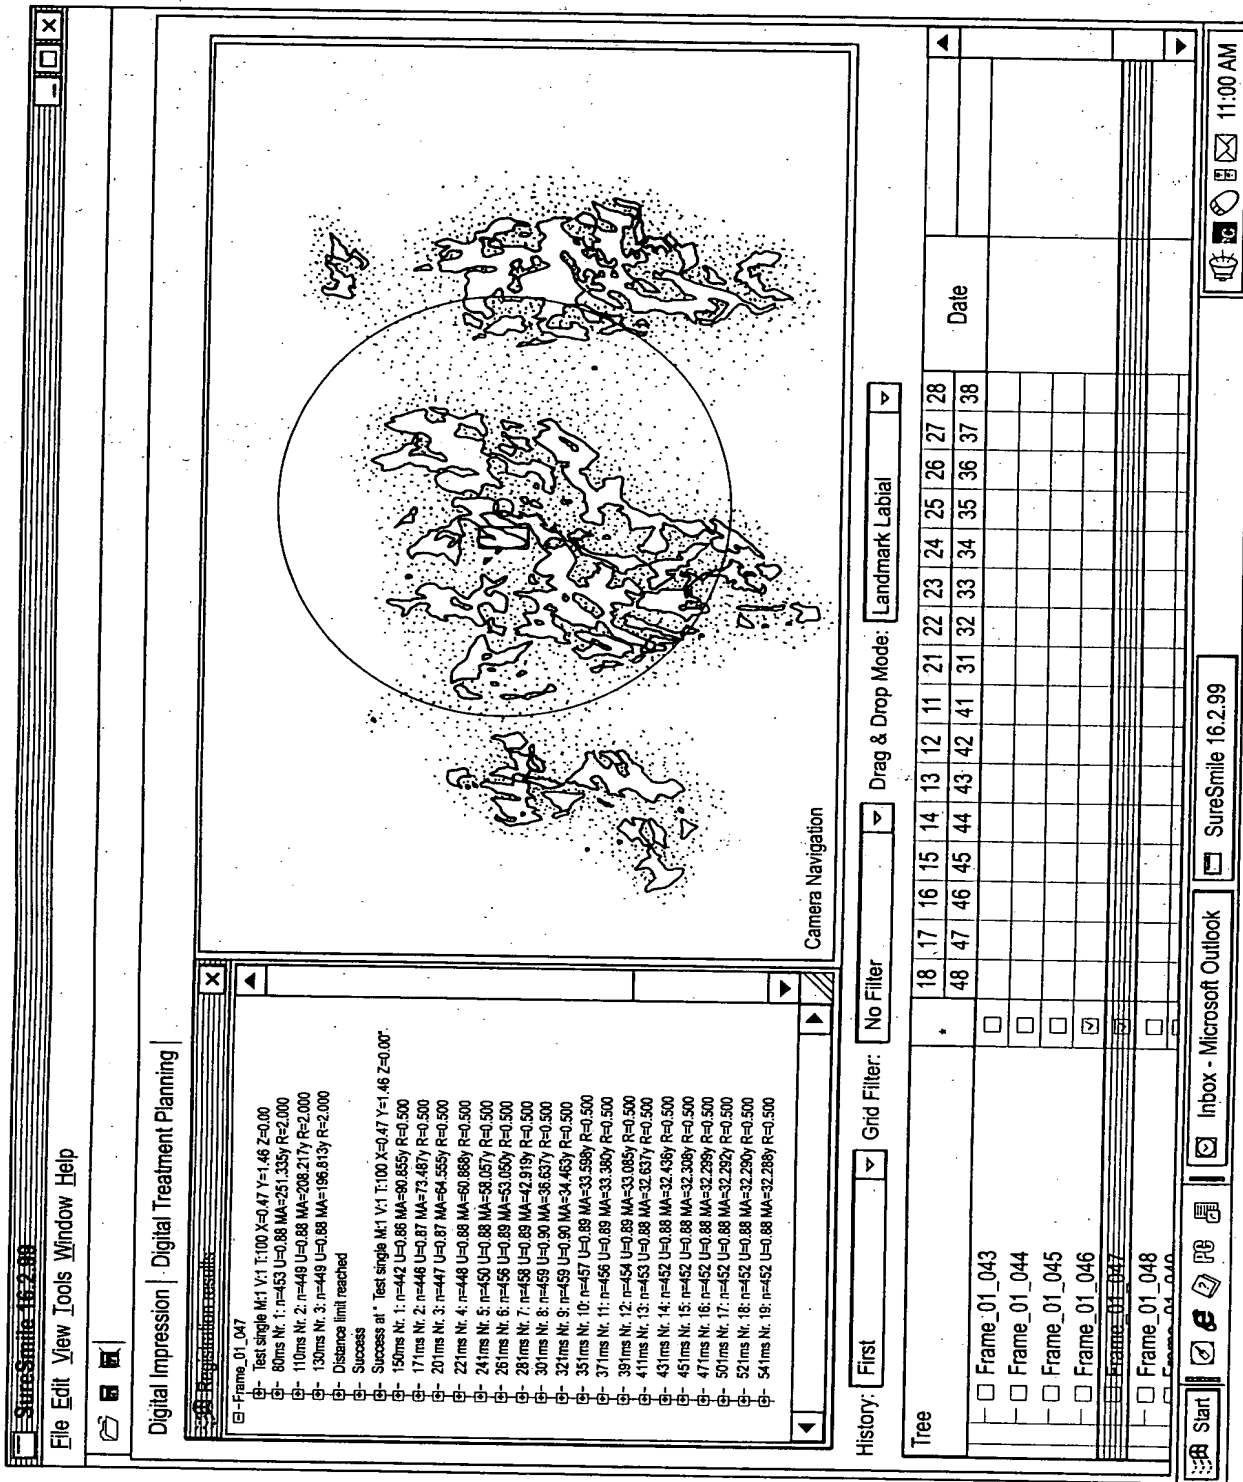 SureSmile 16.2.99
File Edit View Tools Window Help
Digital Impression Digital Treatment Planning
Registration results
Frame_01_047
Test single M:1 V:1 T:100 X=0.47 Y=1.46 Z=0.00
80ms Nr. 1: n=453 U=0.88 MA=251.335y R=2.000
110ms Nr. 2: n=449 U=0.88 MA=208.217y R=2.000
130ms Nr. 3: n=449 U=0.88 MA=196.813y R=2.000
Distance limit reached
Success
Success at " Test single M:1 V:1 T:100 X=0.47 Y=1.46 Z=0.00".
150ms Nr. 1: n=442 U=0.86 MA=90.855y R=0.500
171ms Nr. 2: n=446 U=0.87 MA=73.487y R=0.500
201ms Nr. 3: n=447 U=0.87 MA=64.555y R=0.500
221ms Nr. 4: n=448 U=0.88 MA=60.888y R=0.500
241ms Nr. 5: n=450 U=0.88 MA=58.057y R=0.500
261ms Nr. 6: n=456 U=0.89 MA=53.050y R=0.500
281ms Nr. 7: n=458 U=0.89 MA=42.919y R=0.500
301ms Nr. 8: n=459 U=0.90 MA=36.637y R=0.500
321ms Nr. 9: n=459 U=0.90 MA=34.463y R=0.500
351ms Nr. 10: n=457 U=0.89 MA=33.598y R=0.500
371ms Nr. 11: n=456 U=0.89 MA=33.380y R=0.500
391ms Nr. 12: n=454 U=0.89 MA=33.085y R=0.500
411ms Nr. 13: n=453 U=0.88 MA=32.637y R=0.500
431ms Nr. 14: n=452 U=0.88 MA=32.436y R=0.500
451ms Nr. 15: n=452 U=0.88 MA=32.308y R=0.500
471ms Nr. 16: n=452 U=0.88 MA=32.299y R=0.500
501ms Nr. 17: n=452 U=0.88 MA=32.292y R=0.500
521ms Nr. 18: n=452 U=0.88 MA=32.290y R=0.500
541ms Nr. 19: n=452 U=0.88 MA=32.288y R=0.500
Camera Navigation
History: First Grid Filter: No Filter Drag & Drop Mode: Landmark Labial
Tree * 18 17 16 15 14 13 12 11 21 22 23 24 25 26 27 28 Date
48 47 46 45 44 43 42 41 31 32 33 34 35 36 37 38
Frame_01_043
Frame_01_044
Frame_01_045
Frame_01_046
Frame_01_047
Frame_01_048
Frame_01_049
Start Inbox - Microsoft Outlook SureSmile 16.2.99 11:00 AM